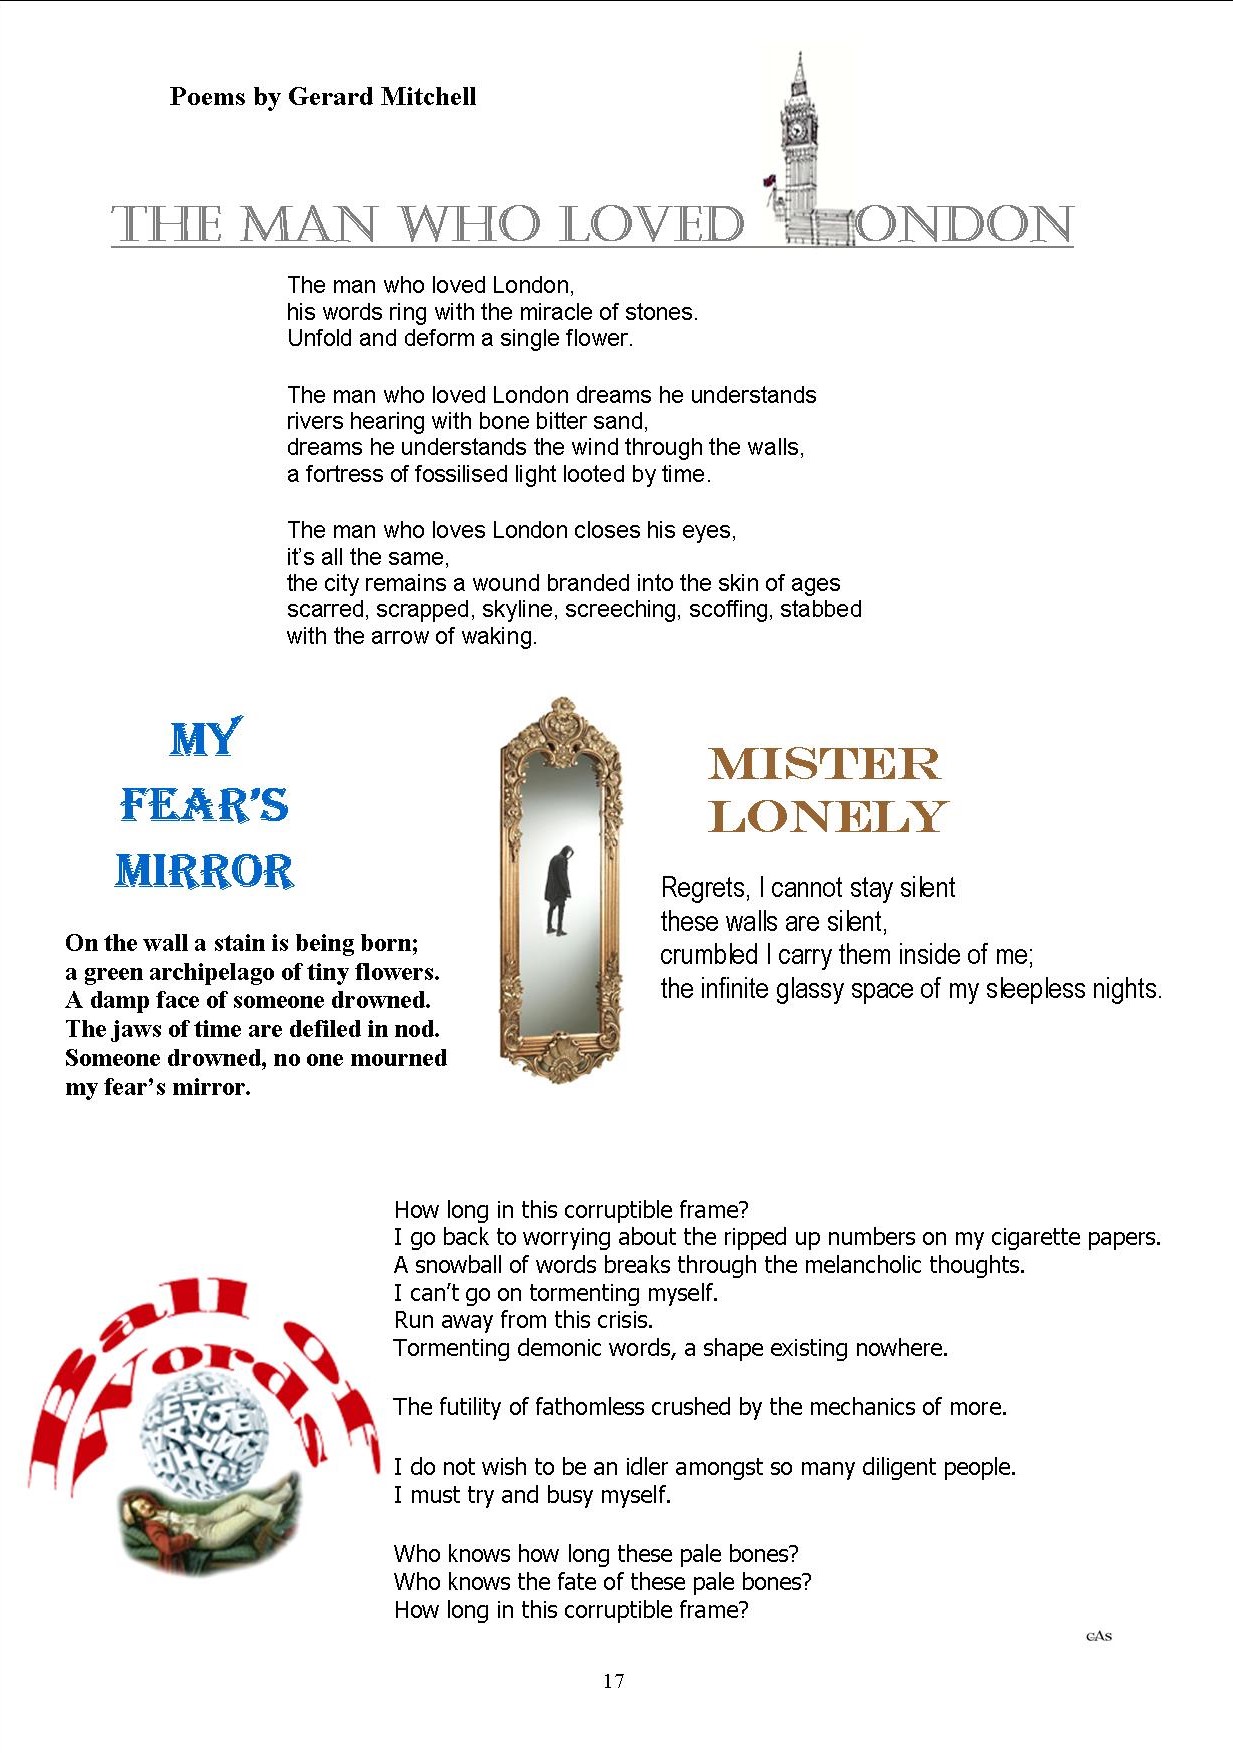 Poems by Gerard Mitchell
THE MAN WHO LOVED LONDON
The man who loved London,
his words ring with the miracle of stones.
Unfold and deform a single flower.
The man who loved London dreams he understands
rivers hearing with bone bitter sand,
dreams he understands the wind through the walls,
a fortress of fossilised light looted by time.
The man who loves London closes his eyes,
it's all the same,
the city remains a wound branded into the skin of ages
scarred, scrapped, skyline, screeching, scoffing, stabbed
with the arrow of waking.
MY
FEAR'S
MIRROR
On the wall a stain is being born;
a green archipelago of tiny flowers.
A damp face of someone drowned.
The jaws of time are defiled in nod.
Someone drowned, no one mourned
my fear's mirror.
MISTER
LONELY
Regrets, I cannot stay silent
these walls are silent,
crumbled I carry them inside of me;
the infinite glassy space of my sleepless nights.
Ball of
Words
How long in this corruptible frame?
I go back to worrying about the ripped up numbers on my cigarette papers.
A snowball of words breaks through the melancholic thoughts.
I can't go on tormenting myself.
Run away from this crisis.
Tormenting demonic words, a shape existing nowhere.
The futility of fathomless crushed by the mechanics of more.
I do not wish to be an idler amongst so many diligent people.
I must try and busy myself.
Who knows how long these pale bones?
Who knows the fate of these pale bones?
How long in this corruptible frame?
GAS
17